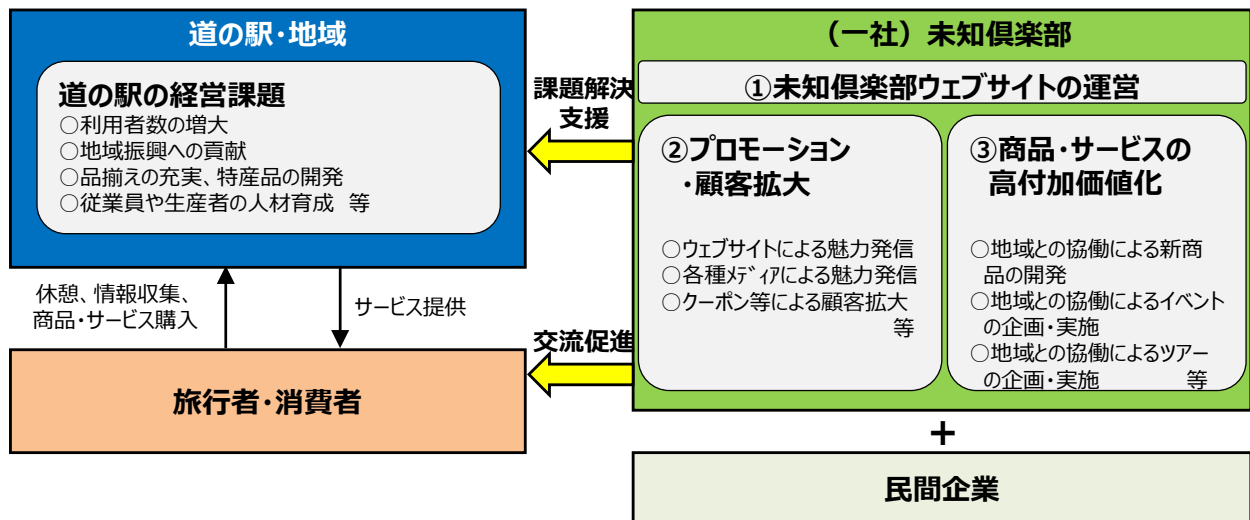 道の駅・地域
道の駅の経営課題
○利用者数の増大
○地域振興への貢献
○品揃えの充実、特産品の開発
○従業員や生産者の人材育成 等
休憩、情報収集、
商品・サービス購入
サービス提供
旅行者・消費者
課題解決
支援
交流促進
（一社）未知倶楽部
①未知倶楽部ウェブサイトの運営
②プロモーション
・顧客拡大
○ウェブサイトによる魅力発信
○各種ﾒﾃﾞｨｱによる魅力発信
○クーポン等による顧客拡大
等
③商品・サービスの
高付加価値化
○地域との協働による新商
品の開発
○地域との協働によるイベント
の企画・実施
○地域との協働によるツアー
の企画・実施 等
+
民間企業